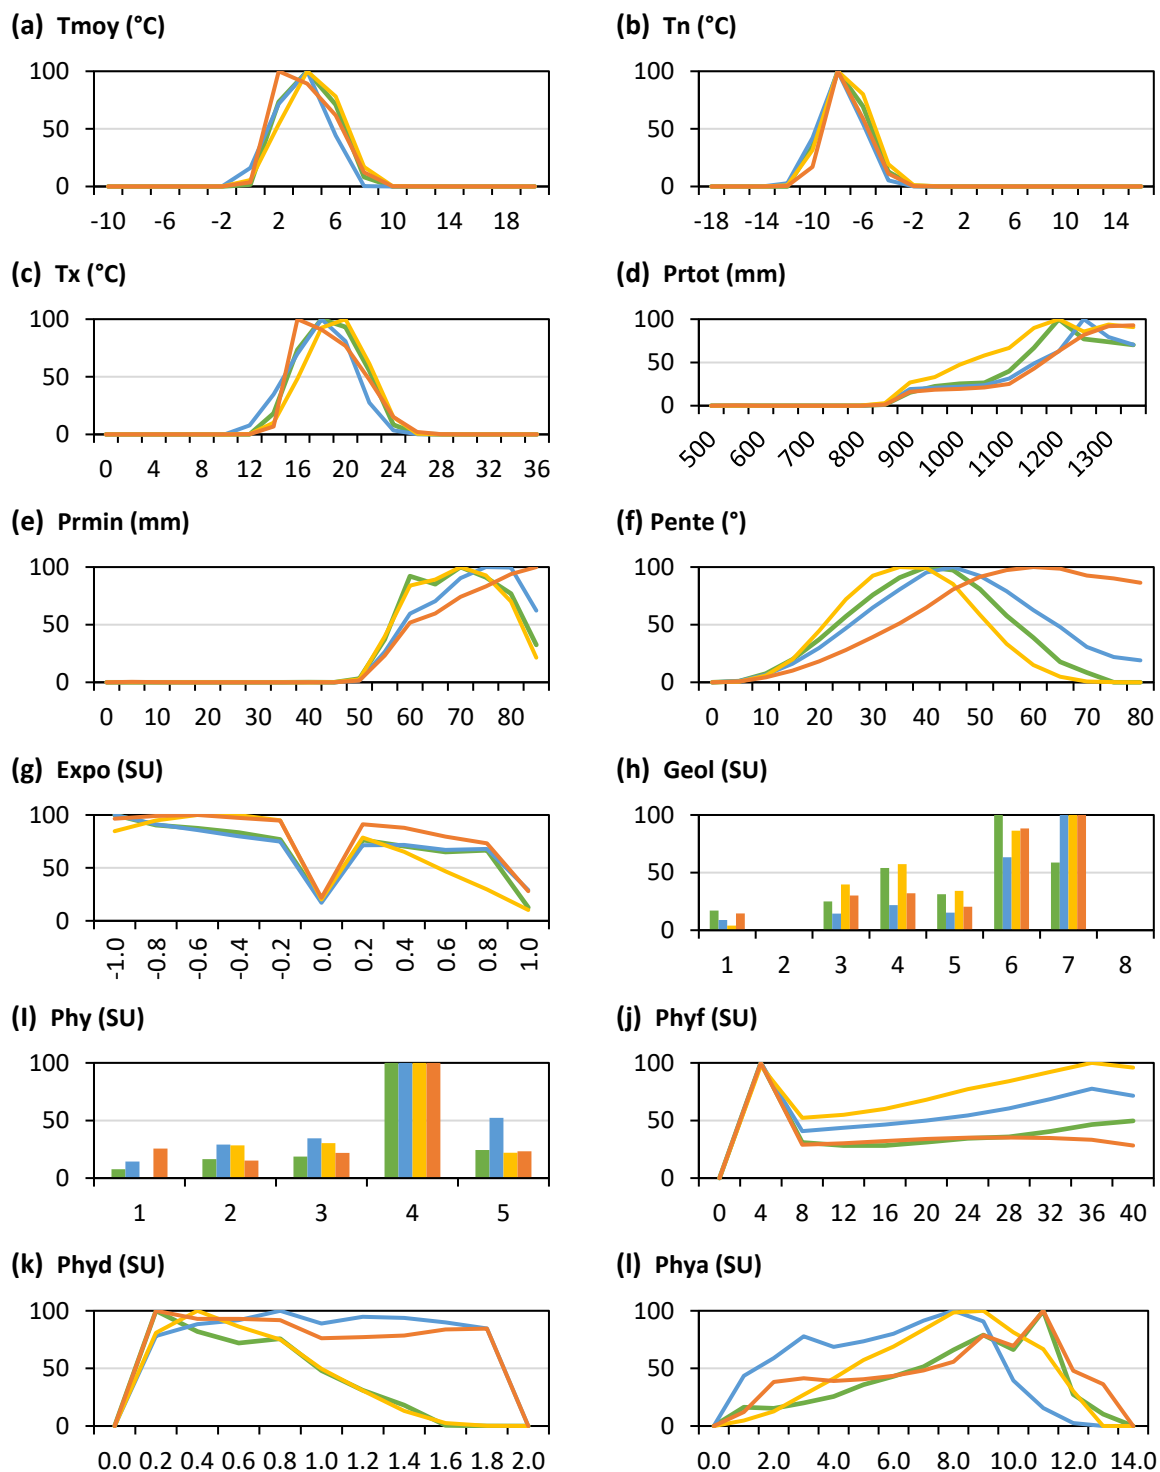 (a) Tmoy (°C)
100
50
0
-10 -6 -2 2 6 10 14 20
(b) Tn (°C)
100
50
0
-18 -14 -10 -6 -2 2 6 10 14
(c) Tx (°C)
100
50
0
0 4 8 12 16 20 24 28 32 36
(d) Prtot (mm)
100
50
0
500 600 700 800 900 1000 1100 1200 1300
(e) Prmin (mm)
100
50
0
0 10 20 30 40 50 60 70 80
(f) Pente (°)
100
50
0
0 10 20 30 40 50 60 70 80
(g) Expo (SU)
100
50
0
-1.0 -0.8 -0.6 -0.4 -0.2 0.0 0.2 0.4 0.6 0.8 1.0
(h) Geol (SU)
100
50
0
1 2 3 4 5 6 7 8
(I) Phy (SU)
100
50
0
1 2 3 4 5
(j) Phyf (SU)
100
50
0
0 4 8 12 16 20 24 28 32 36 40
(k) Phyd (SU)
100
50
0
0.0 0.2 0.4 0.6 0.8 1.0 1.2 1.4 1.6 1.8 2.0
(l) Phya (SU)
100
50
0
0.0 2.0 4.0 6.0 8.0 10.0 12.0 14.0